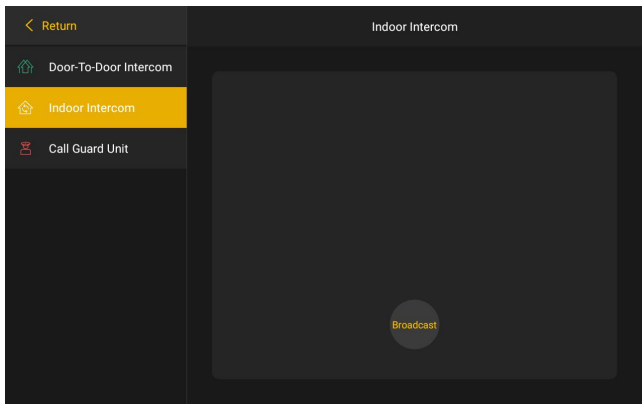 Return
Indoor Intercom
Door-To-Door Intercom
Indoor Intercom
Call Guard Unit
Broadcast